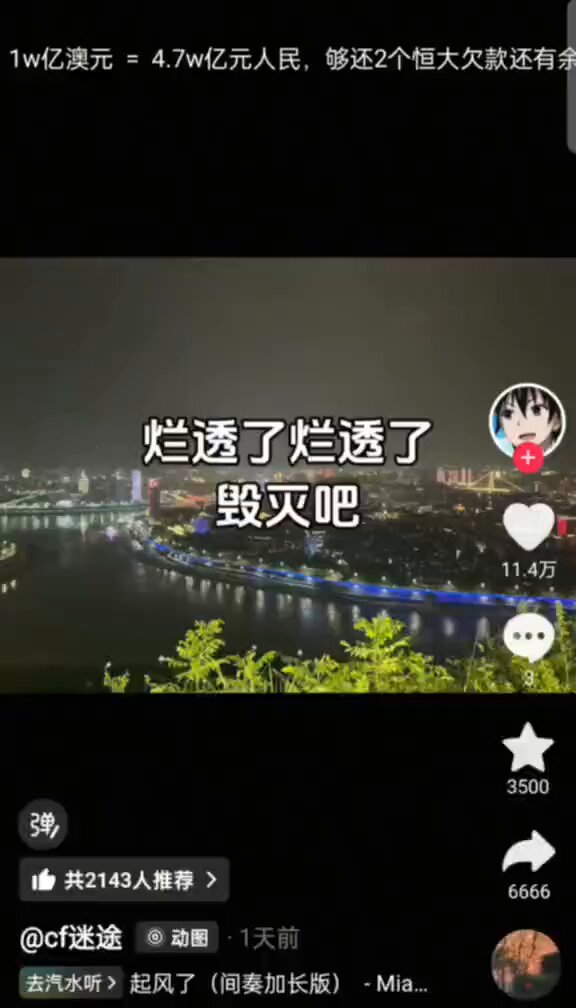 1w亿澳元 = 4.7w亿元人民，够还2个恒大欠款还有余
烂透了烂透了
毁灭吧
11.4万
3
3500
弹
共2143人推荐
6666
@cf迷途 动图 · 1天前
去汽水听 起风了（间奏加长版） - Mia...